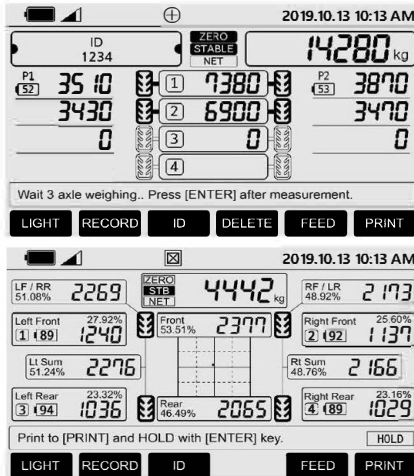 2019.10.13 10:13 AM
ID
1234
ZERO
STABLE
NET
14280 kg
P1
52
3510
1
7380
P2
53
3870
3430
2
6900
3470
0
3
0
0
4
Wait 3 axle weighing.. Press [ENTER] after measurement.
LIGHT RECORD ID DELETE FEED PRINT
2019.10.13 10:13 AM
LF / RR
51.08%
2269
ZERO
STB
NET
4442 kg
RF / LR
48.92%
2173
Left Front 27.92%
1 (89) 1240
Front
53.51%
2377
Right Front 25.60%
2 (92) 1137
Lt Sum
51.24%
2276
Rt Sum
48.76%
2166
Left Rear 23.32%
3 (94) 1036
Rear
46.49%
2065
Right Rear 23.16%
4 (89) 1029
Print to [PRINT] and HOLD with [ENTER] key. HOLD
LIGHT RECORD ID FEED PRINT